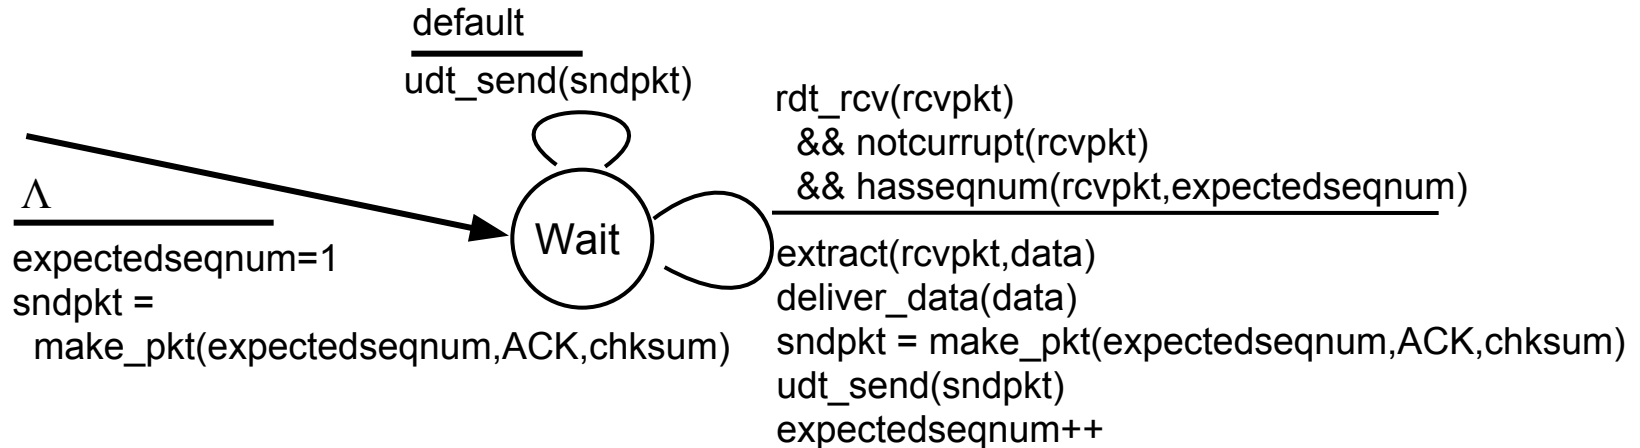 default
udt_send(sndpkt)
rdt_rcv(rcvpkt)
&& notcurrupt(rcvpkt)
&& hasseqnum(rcvpkt,expectedseqnum)
Λ
Wait
expectedseqnum=1
sndpkt =
make_pkt(expectedseqnum,ACK,chksum)
extract(rcvpkt,data)
deliver_data(data)
sndpkt = make_pkt(expectedseqnum,ACK,chksum)
udt_send(sndpkt)
expectedseqnum++